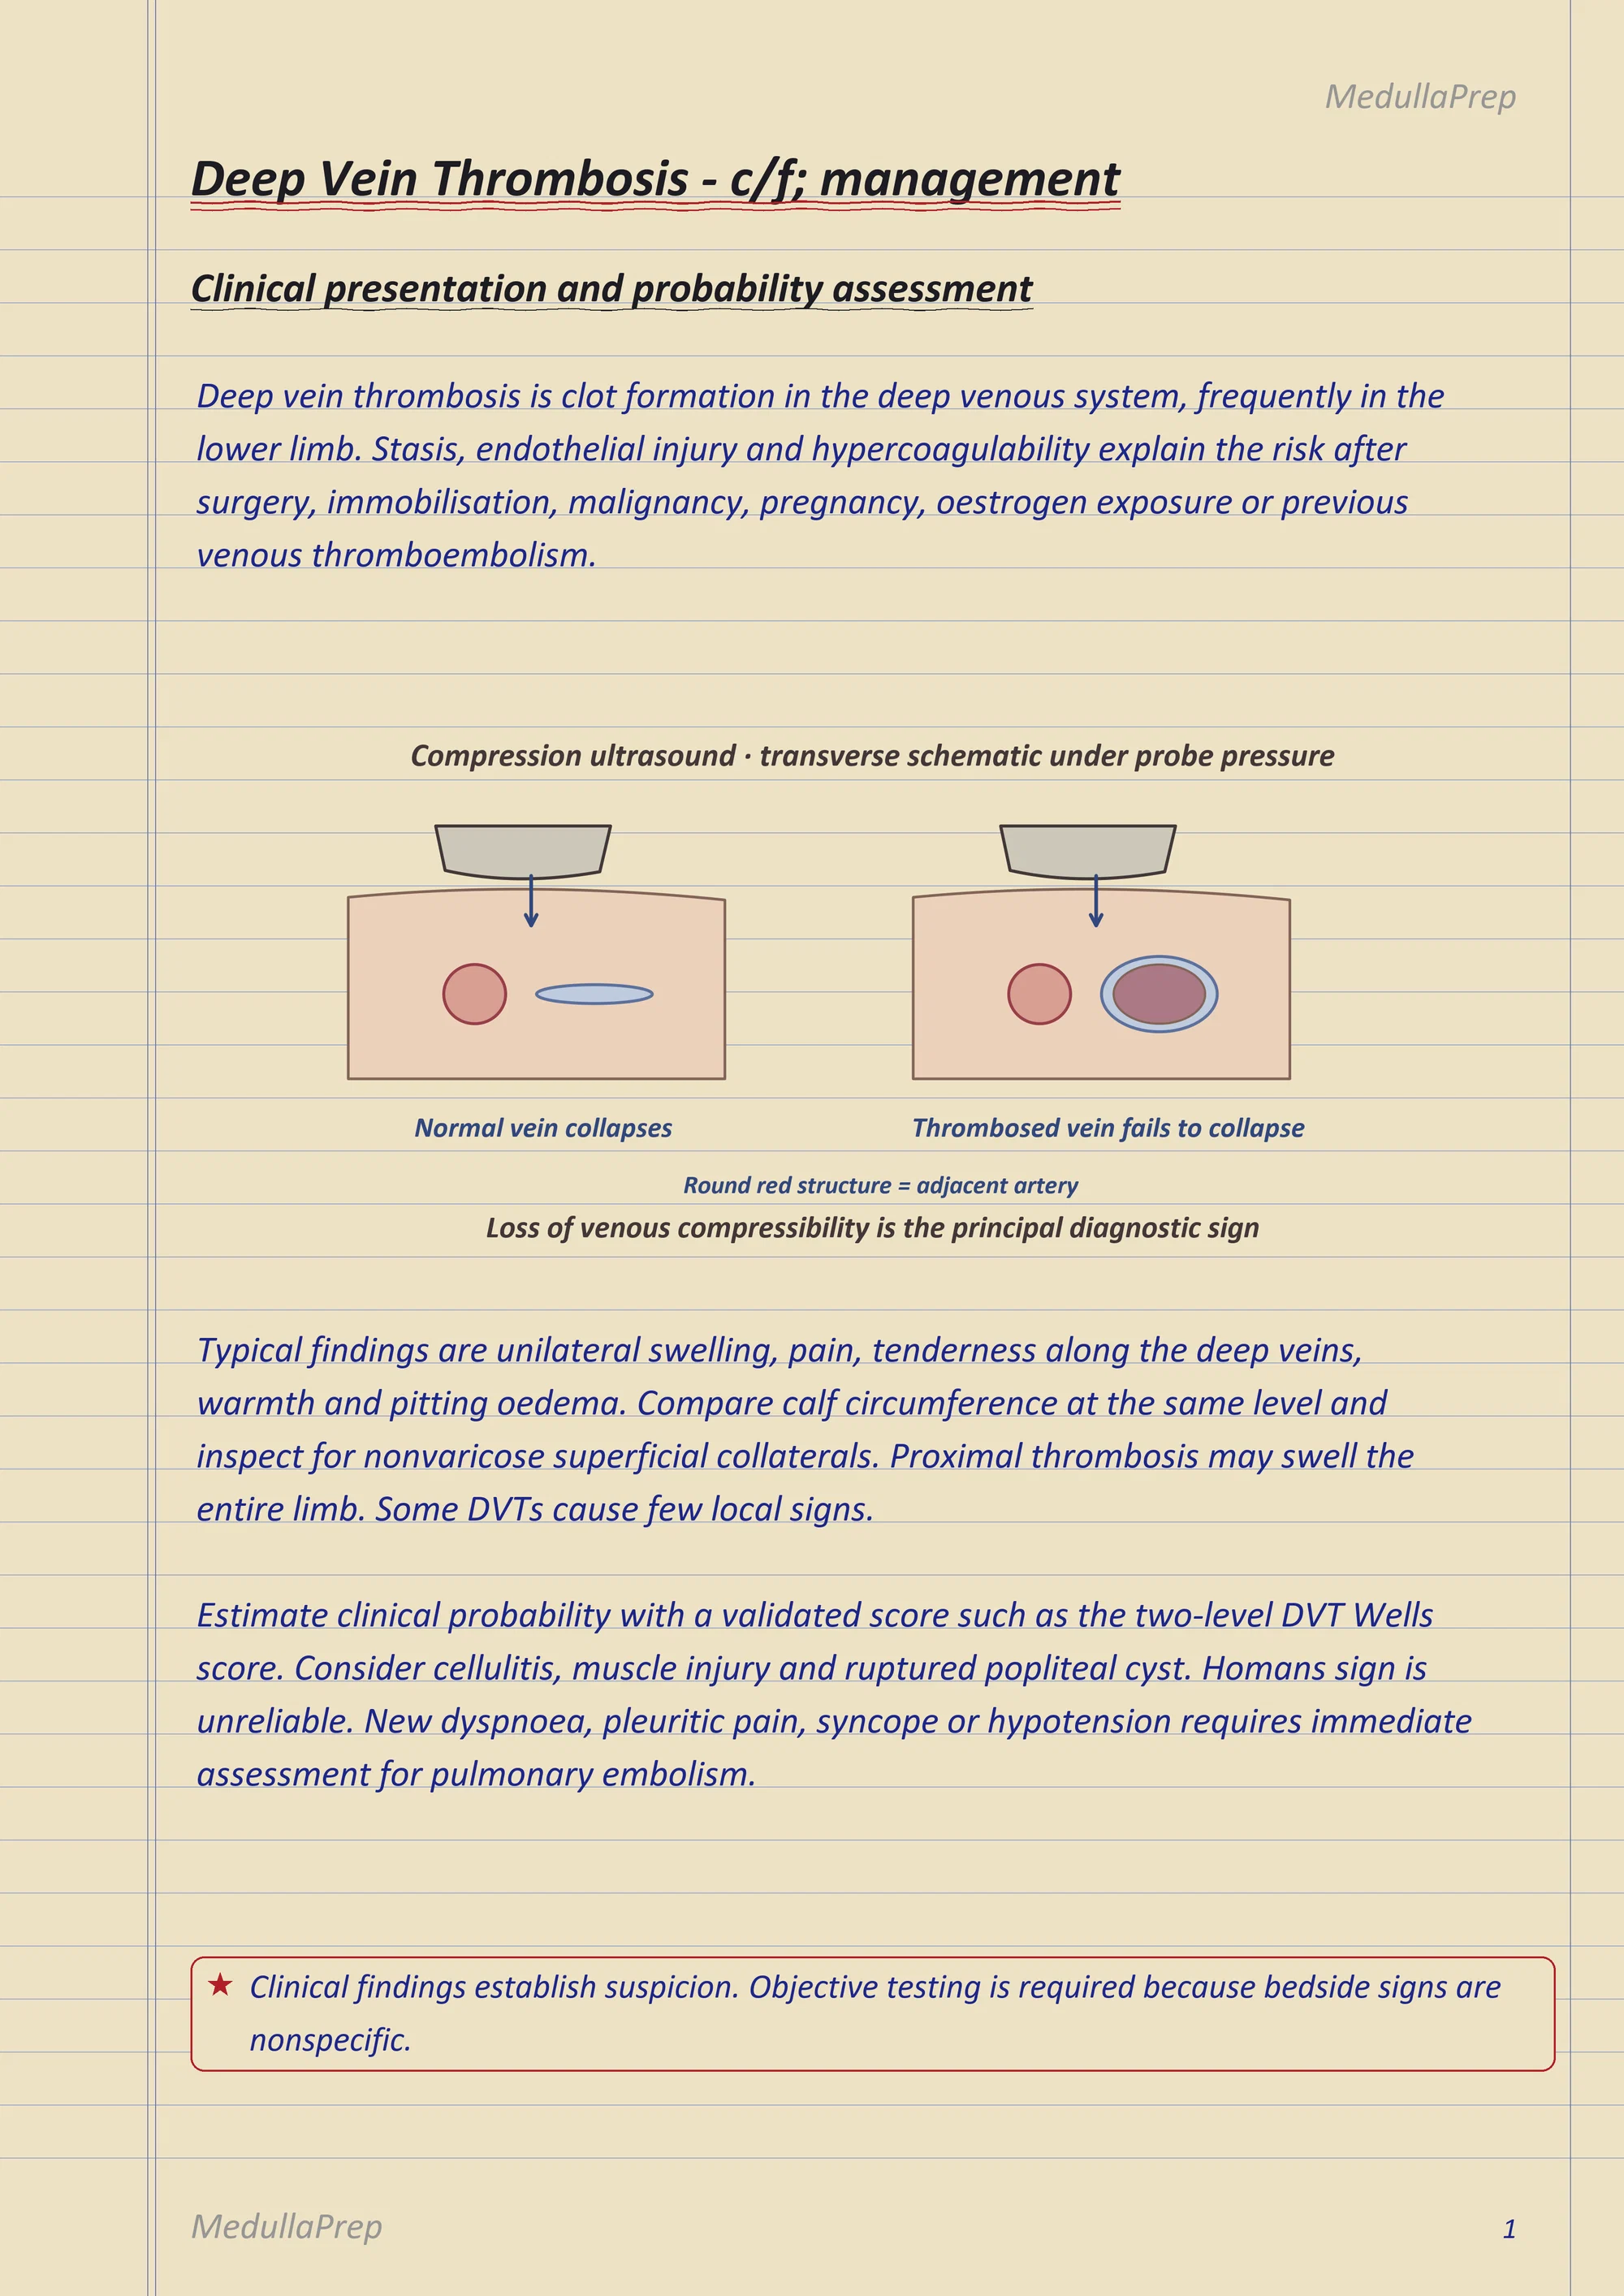 MedullaPrep
Deep Vein Thrombosis - c/f; management
Clinical presentation and probability assessment
Deep vein thrombosis is clot formation in the deep venous system, frequently in the
lower limb. Stasis, endothelial injury and hypercoagulability explain the risk after
surgery, immobilisation, malignancy, pregnancy, oestrogen exposure or previous
venous thromboembolism.
Compression ultrasound · transverse schematic under probe pressure
Normal vein collapses
Thrombosed vein fails to collapse
Round red structure = adjacent artery
Loss of venous compressibility is the principal diagnostic sign
Typical findings are unilateral swelling, pain, tenderness along the deep veins,
warmth and pitting oedema. Compare calf circumference at the same level and
inspect for nonvaricose superficial collaterals. Proximal thrombosis may swell the
entire limb. Some DVTs cause few local signs.
Estimate clinical probability with a validated score such as the two-level DVT Wells
score. Consider cellulitis, muscle injury and ruptured popliteal cyst. Homans sign is
unreliable. New dyspnoea, pleuritic pain, syncope or hypotension requires immediate
assessment for pulmonary embolism.
★ Clinical findings establish suspicion. Objective testing is required because bedside signs are
nonspecific.
MedullaPrep
1